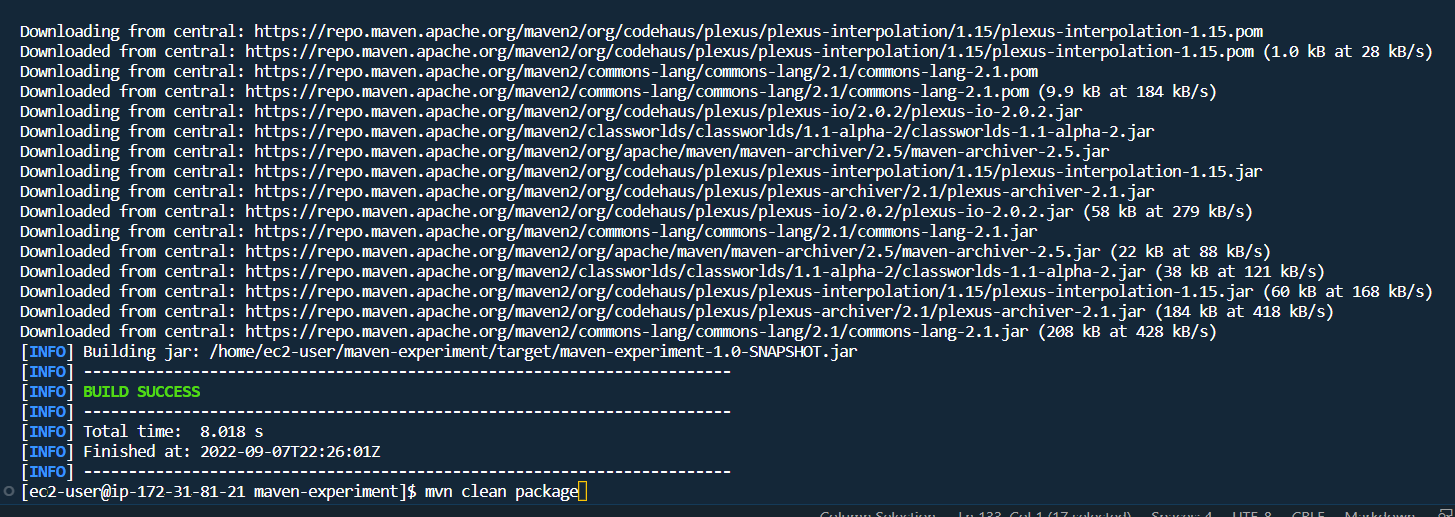 Downloading from central: https://repo.maven.apache.org/maven2/org/codehaus/plexus/plexus-interpolation/1.15/plexus-interpolation-1.15.pom
Downloaded from central: https://repo.maven.apache.org/maven2/org/codehaus/plexus/plexus-interpolation/1.15/plexus-interpolation-1.15.pom (1.0 kB at 28 kB/s)
Downloading from central: https://repo.maven.apache.org/maven2/commons-lang/commons-lang/2.1/commons-lang-2.1.pom
Downloaded from central: https://repo.maven.apache.org/maven2/commons-lang/commons-lang/2.1/commons-lang-2.1.pom (9.9 kB at 184 kB/s)
Downloading from central: https://repo.maven.apache.org/maven2/org/codehaus/plexus/plexus-io/2.0.2/plexus-io-2.0.2.jar
Downloading from central: https://repo.maven.apache.org/maven2/classworlds/classworlds/1.1-alpha-2/classworlds-1.1-alpha-2.jar
Downloading from central: https://repo.maven.apache.org/maven2/org/apache/maven/maven-archiver/2.5/maven-archiver-2.5.jar
Downloading from central: https://repo.maven.apache.org/maven2/org/codehaus/plexus/plexus-interpolation/1.15/plexus-interpolation-1.15.jar
Downloading from central: https://repo.maven.apache.org/maven2/org/codehaus/plexus/plexus-archiver/2.1/plexus-archiver-2.1.jar
Downloaded from central: https://repo.maven.apache.org/maven2/org/codehaus/plexus/plexus-io/2.0.2/plexus-io-2.0.2.jar (58 kB at 279 kB/s)
Downloading from central: https://repo.maven.apache.org/maven2/commons-lang/commons-lang/2.1/commons-lang-2.1.jar
Downloaded from central: https://repo.maven.apache.org/maven2/org/apache/maven/maven-archiver/2.5/maven-archiver-2.5.jar (22 kB at 88 kB/s)
Downloaded from central: https://repo.maven.apache.org/maven2/classworlds/classworlds/1.1-alpha-2/classworlds-1.1-alpha-2.jar (38 kB at 121 kB/s)
Downloaded from central: https://repo.maven.apache.org/maven2/org/codehaus/plexus/plexus-interpolation/1.15/plexus-interpolation-1.15.jar (60 kB at 168 kB/s)
Downloaded from central: https://repo.maven.apache.org/maven2/org/codehaus/plexus/plexus-archiver/2.1/plexus-archiver-2.1.jar (184 kB at 418 kB/s)
Downloaded from central: https://repo.maven.apache.org/maven2/commons-lang/commons-lang/2.1/commons-lang-2.1.jar (208 kB at 428 kB/s)
[INFO] Building jar: /home/ec2-user/maven-experiment/target/maven-experiment-1.0-SNAPSHOT.jar
[INFO] ------------------------------------------------------------------------
[INFO] BUILD SUCCESS
[INFO] ------------------------------------------------------------------------
[INFO] Total time:  8.018 s
[INFO] Finished at: 2022-09-07T22:26:01Z
[INFO] ------------------------------------------------------------------------
[ec2-user@ip-172-31-81-21 maven-experiment]$ mvn clean package
Column Selection Ln 133, Col 1 (17 selected) Spaces: 4 UTF-8 CRLF Markdown